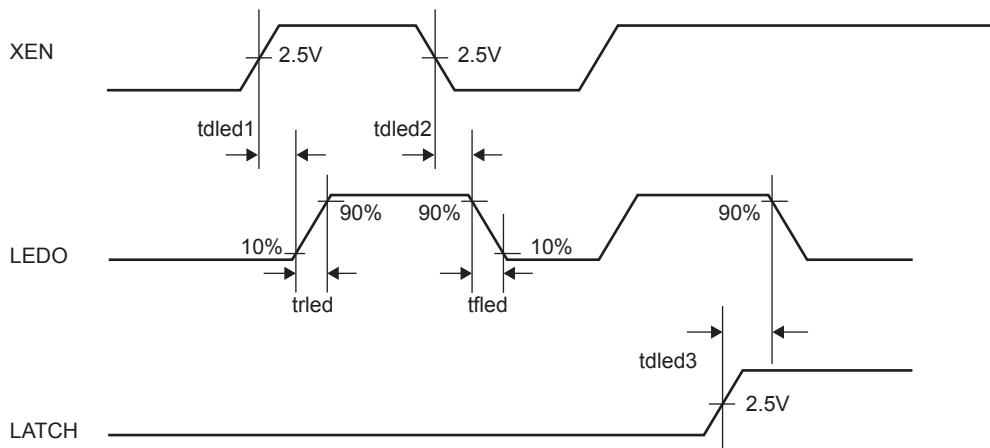 XEN
2.5V
2.5V
tdled1
tdled2
90%
90%
90%
10%
10%
LEDO
trled
tfled
tdled3
2.5V
LATCH